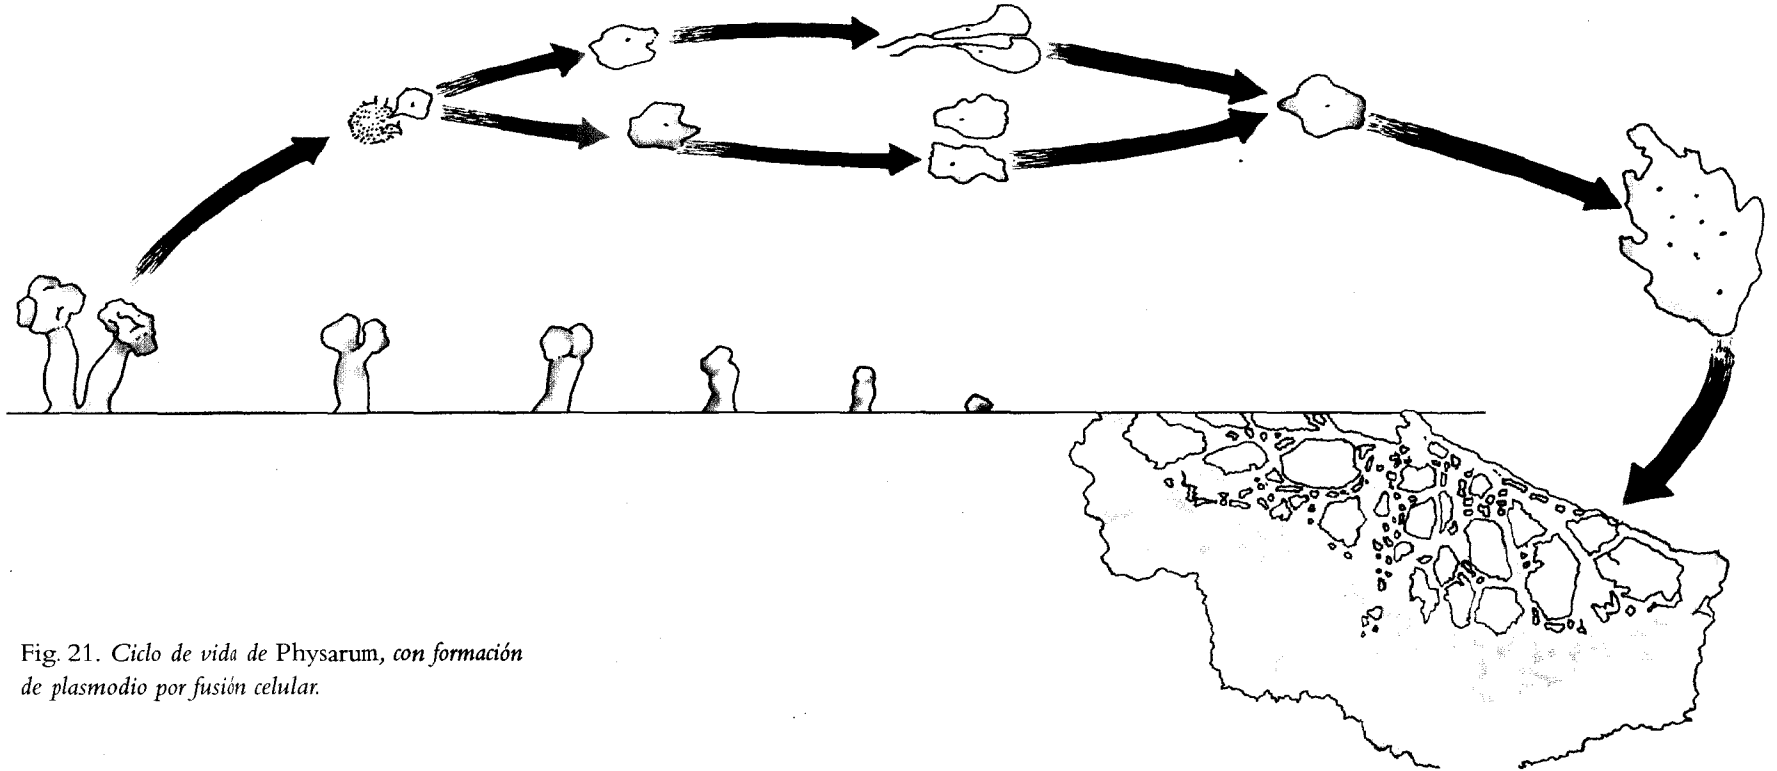 Fig. 21. Ciclo de vida de Physarum, con formación
de plasmodio por fusión celular.